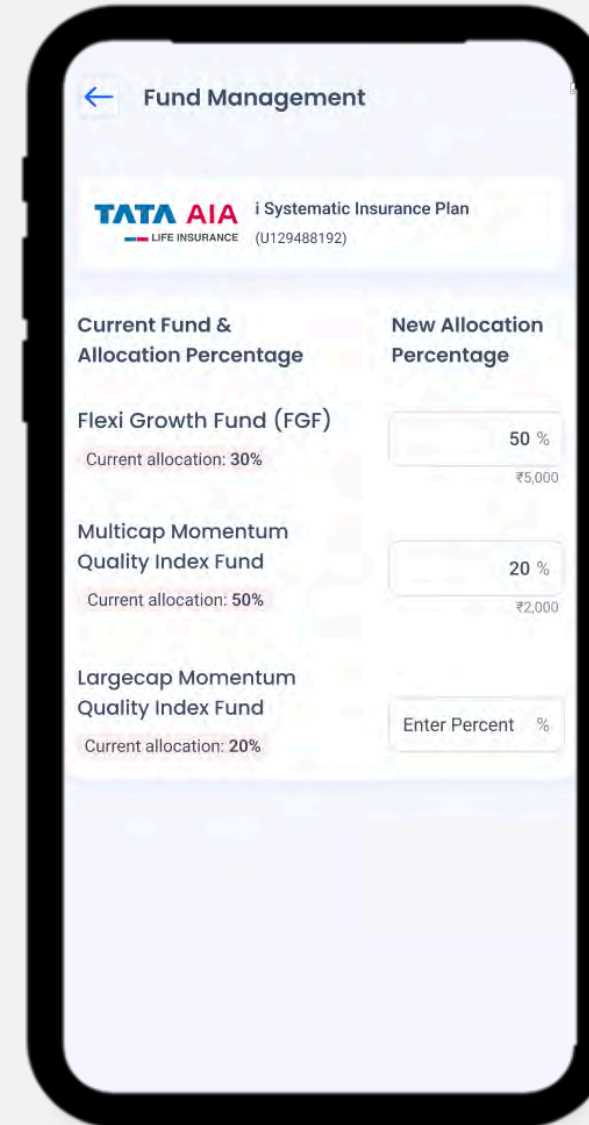 Fund Management
TATA AIA
LIFE INSURANCE
i Systematic Insurance Plan
(U129488192)
Current Fund &
Allocation Percentage
New Allocation
Percentage
Flexi Growth Fund (FGF)
Current allocation: 30%
50 %
₹5,000
Multicap Momentum
Quality Index Fund
Current allocation: 50%
20 %
₹2,000
Largecap Momentum
Quality Index Fund
Current allocation: 20%
Enter Percent %